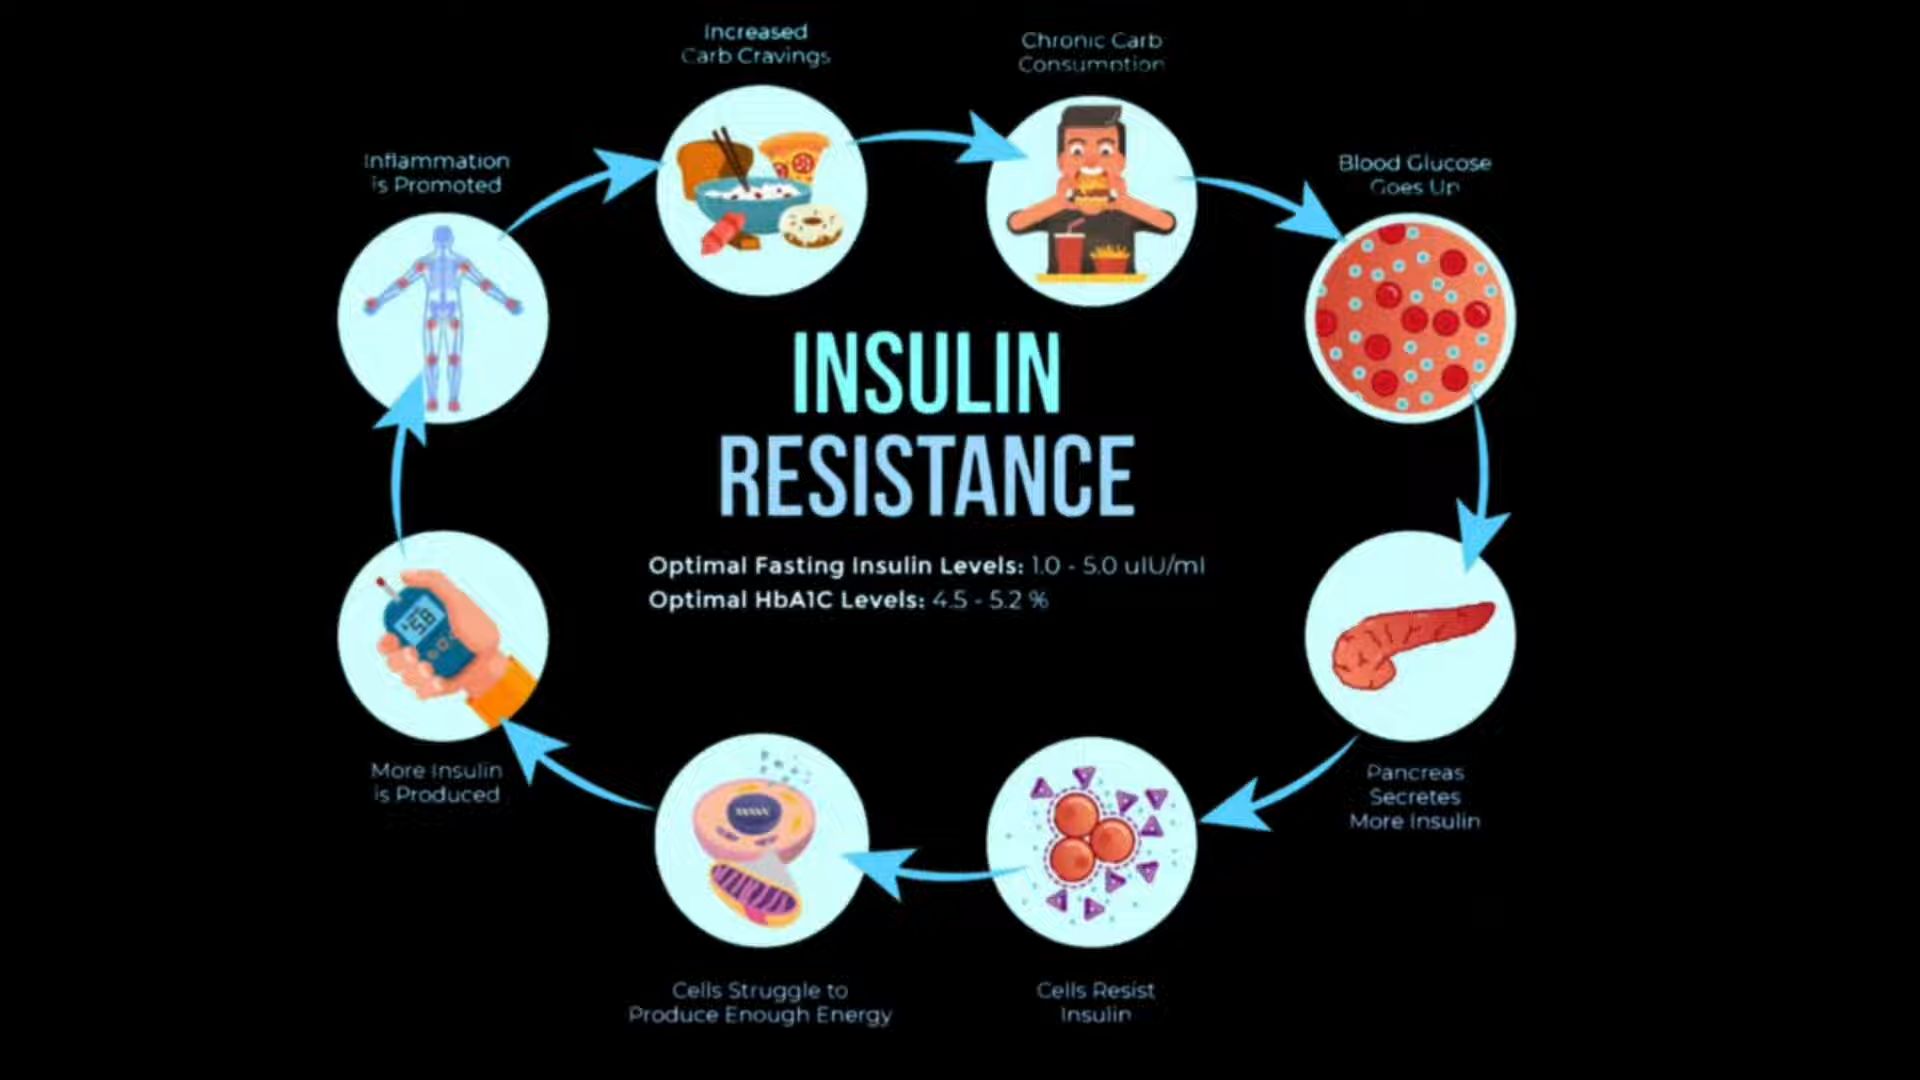 Increased
Carb Cravings
Chronic Carb
Consumption
Inflammation
is Promoted
Blood Glucose
Goes Up
INSULIN
RESISTANCE
Optimal Fasting Insulin Levels: 1.0 - 5.0 uIU/ml
Optimal HbA1C Levels: 4.5 - 5.2 %
5.8
More Insulin
is Produced
Pancreas
Secretes
More Insulin
Cells Struggle to
Produce Enough Energy
Cells Resist
Insulin